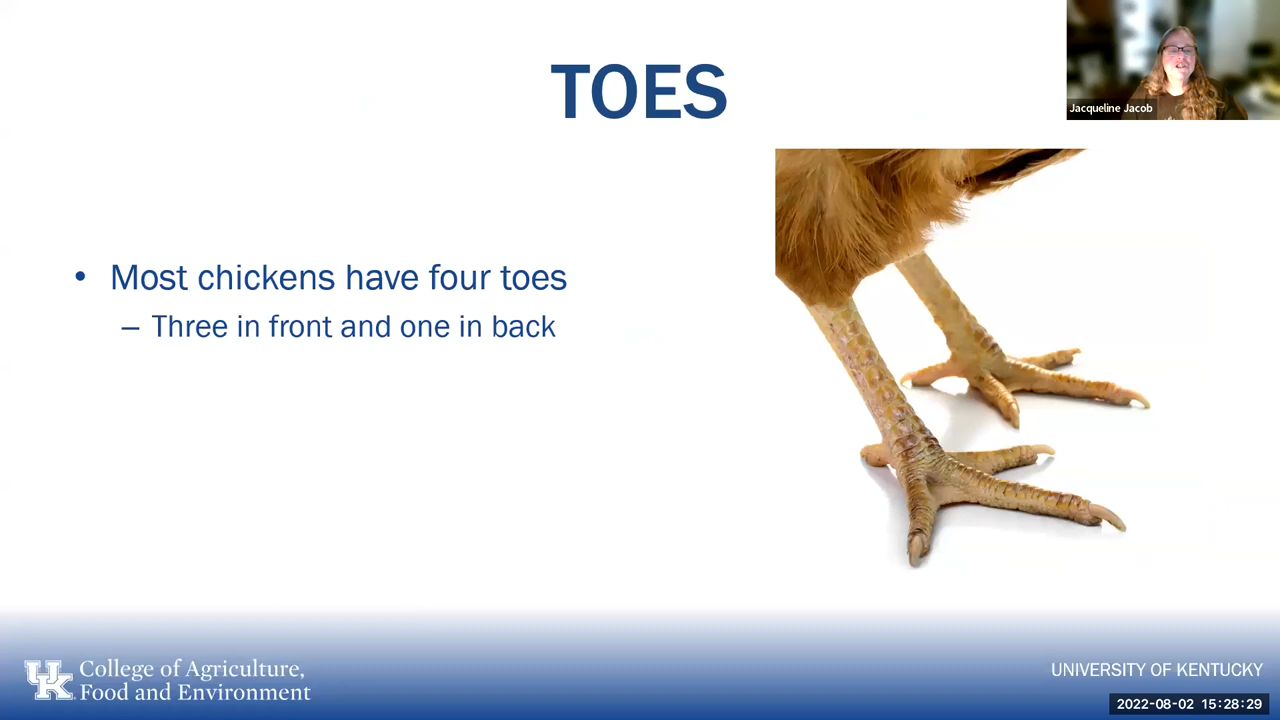 TOES
Jacqueline Jacob
• Most chickens have four toes
– Three in front and one in back
UK
College of Agriculture,
Food and Environment
UNIVERSITY OF KENTUCKY
2022-08-02 15:28:29